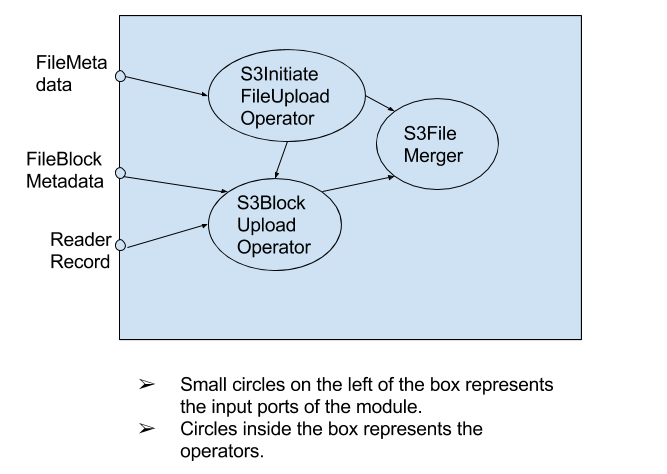 FileMeta
data
S3Initiate
FileUpload
Operator
S3File
Merger
FileBlock
Metadata
S3Block
Upload
Operator
Reader
Record
➢ Small circles on the left of the box represents
the input ports of the module.
➢ Circles inside the box represents the
operators.